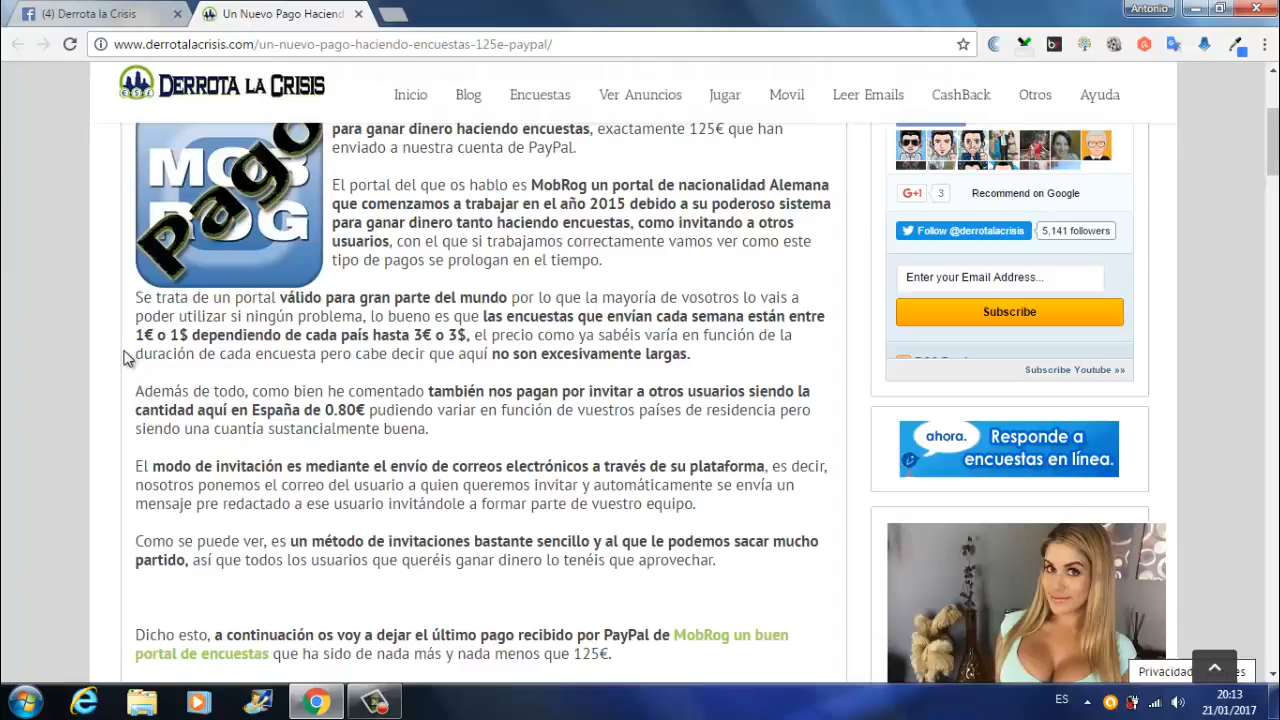 (4) Derrota la Crisis
Un Nuevo Pago Haciend
Antonio
www.derrotalacrisis.com/un-nuevo-pago-haciendo-encuestas-125e-paypal/
DERROTA LA CRISIS
Inicio Blog Encuestas Ver Anuncios Jugar Movil Leer Emails CashBack Otros Ayuda
MOB
ROG
Pago
para ganar dinero haciendo encuestas, exactamente 125€ que han
enviado a nuestra cuenta de PayPal.
El portal del que os hablo es MobRog un portal de nacionalidad Alemana
que comenzamos a trabajar en el año 2015 debido a su poderoso sistema
para ganar dinero tanto haciendo encuestas, como invitando a otros
usuarios, con el que si trabajamos correctamente vamos ver como este
tipo de pagos se prologan en el tiempo.
Se trata de un portal válido para gran parte del mundo por lo que la mayoría de vosotros lo vais a
poder utilizar si ningún problema, lo bueno es que las encuestas que envían cada semana están entre
1€ o 1$ dependiendo de cada país hasta 3€ o 3$, el precio como ya sabéis varía en función de la
duración de cada encuesta pero cabe decir que aquí no son excesivamente largas.
Además de todo, como bien he comentado también nos pagan por invitar a otros usuarios siendo la
cantidad aquí en España de 0.80€ pudiendo variar en función de vuestros países de residencia pero
siendo una cuantía sustancialmente buena.
El modo de invitación es mediante el envío de correos electrónicos a través de su plataforma, es decir,
nosotros ponemos el correo del usuario a quien queremos invitar y automáticamente se envía un
mensaje pre redactado a ese usuario invitándole a formar parte de vuestro equipo.
Como se puede ver, es un método de invitaciones bastante sencillo y al que le podemos sacar mucho
partido, así que todos los usuarios que queréis ganar dinero lo tenéis que aprovechar.
Dicho esto, a continuación os voy a dejar el último pago recibido por PayPal de MobRog un buen
portal de encuestas que ha sido de nada más y nada menos que 125€.
G+1 3 Recommend on Google
Follow @derrotalacrisis 5,141 followers
Enter your Email Address...
Subscribe
Subscribe Youtube »»
ahora.
Responde a
encuestas en línea.
Privacidad
ES
20:13
21/01/2017